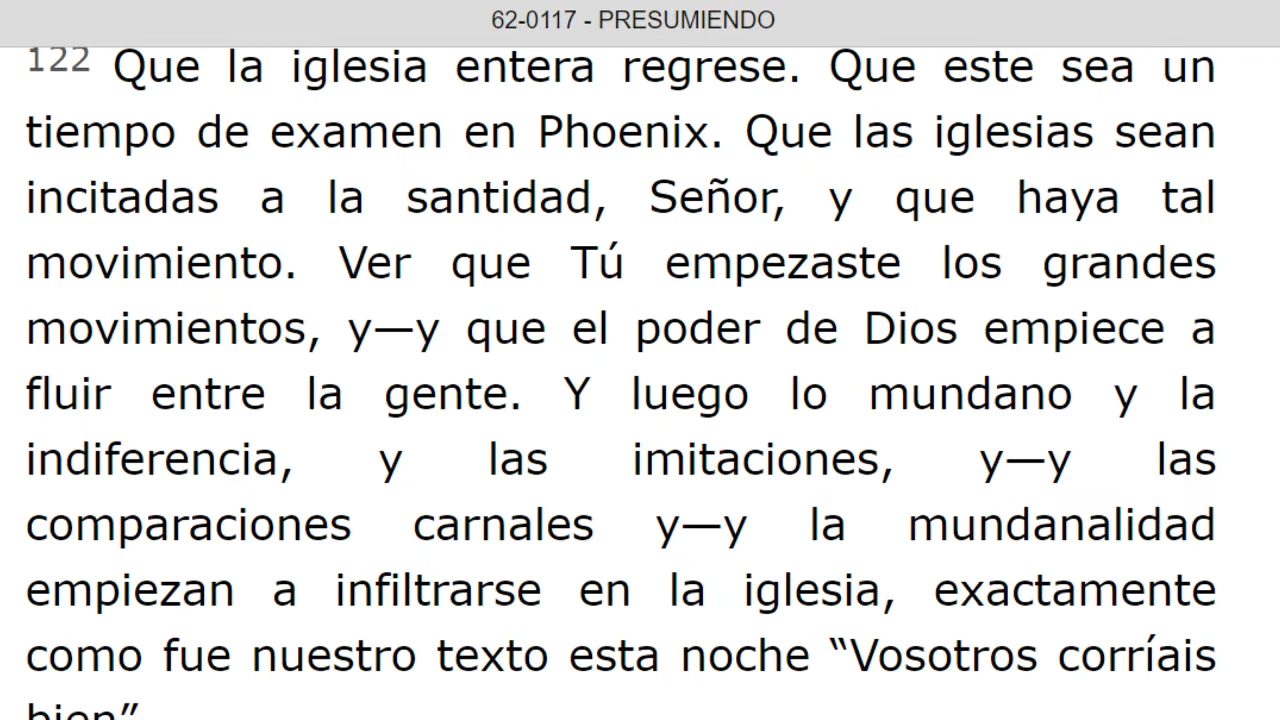 62-0117 - PRESUMIENDO
122 Que la iglesia entera regrese. Que este sea un
tiempo de examen en Phoenix. Que las iglesias sean
incitadas a la santidad, Señor, y que haya tal
movimiento. Ver que Tú empezaste los grandes
movimientos, y—y que el poder de Dios empiece a
fluir entre la gente. Y luego lo mundano y la
indiferencia, y las imitaciones, y—y las
comparaciones carnales y—y la mundanalidad
empiezan a infiltrarse en la iglesia, exactamente
como fue nuestro texto esta noche “Vosotros corríais
bien”